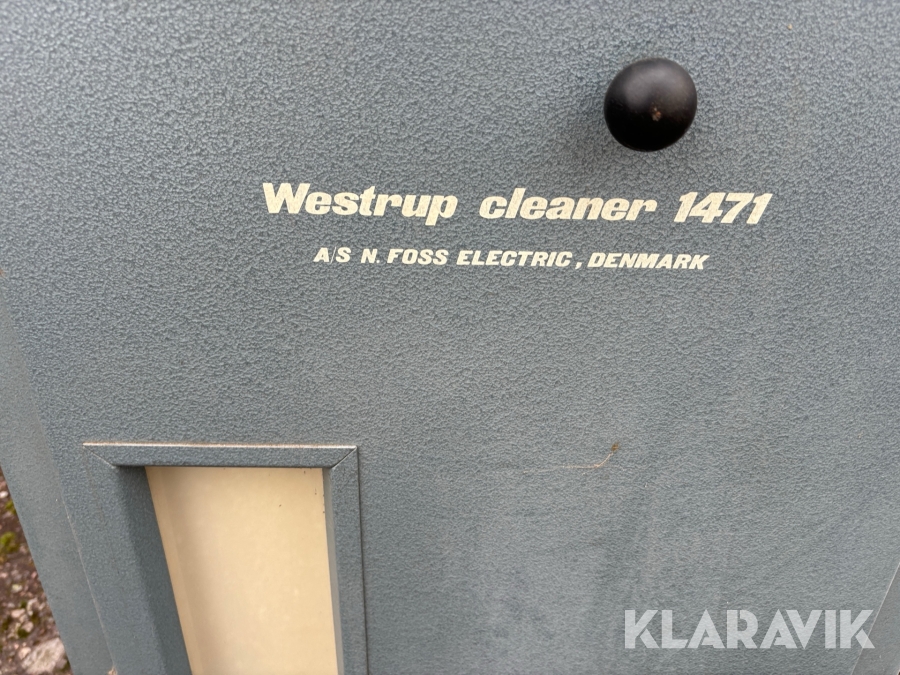 Westrup cleaner 1471
A/S N. FOSS ELECTRIC, DENMARK
KLARAVIK